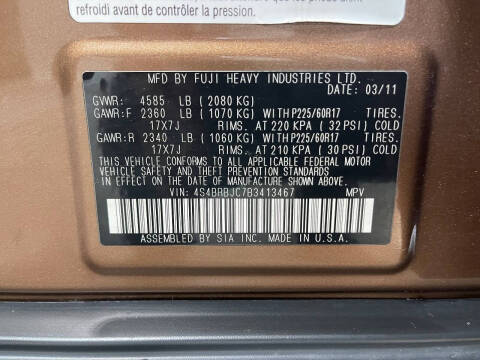 refroidi avant de contrôler la pression.
MFD BY FUJI HEAVY INDUSTRIES LTD.
DATE: 03/11
GVWR: 4585 LB (2080 KG)
GAWR:F 2360 LB (1070 KG) WITH P225/60R17 TIRES.
17X7J RIMS. AT 220 KPA (32 PSI) COLD
GAWR:R 2340 LB (1060 KG) WITH P225/60R17 TIRES.
17X7J RIMS. AT 210 KPA (30 PSI) COLD
THIS VEHICLE CONFORMS TO ALL APPLICABLE FEDERAL MOTOR
VEHICLE SAFETY AND THEFT PREVENTION STANDARDS
IN EFFECT ON THE DATE OF MANUFACTURE SHOWN ABOVE.
VIN: 4S4BRBJC7B3413467 MPV
ASSEMBLED BY SIA INC. MADE IN U.S.A.